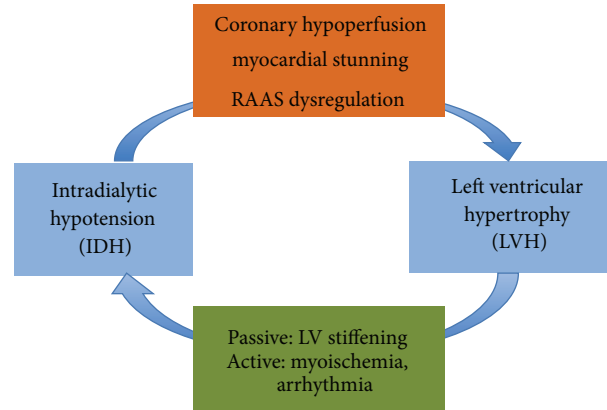 Coronary hypoperfusion
myocardial stunning
RAAS dysregulation
Intradialytic
hypotension
(IDH)
Left ventricular
hypertrophy
(LVH)
Passive: LV stiffening
Active: myoischemia,
arrhythmia